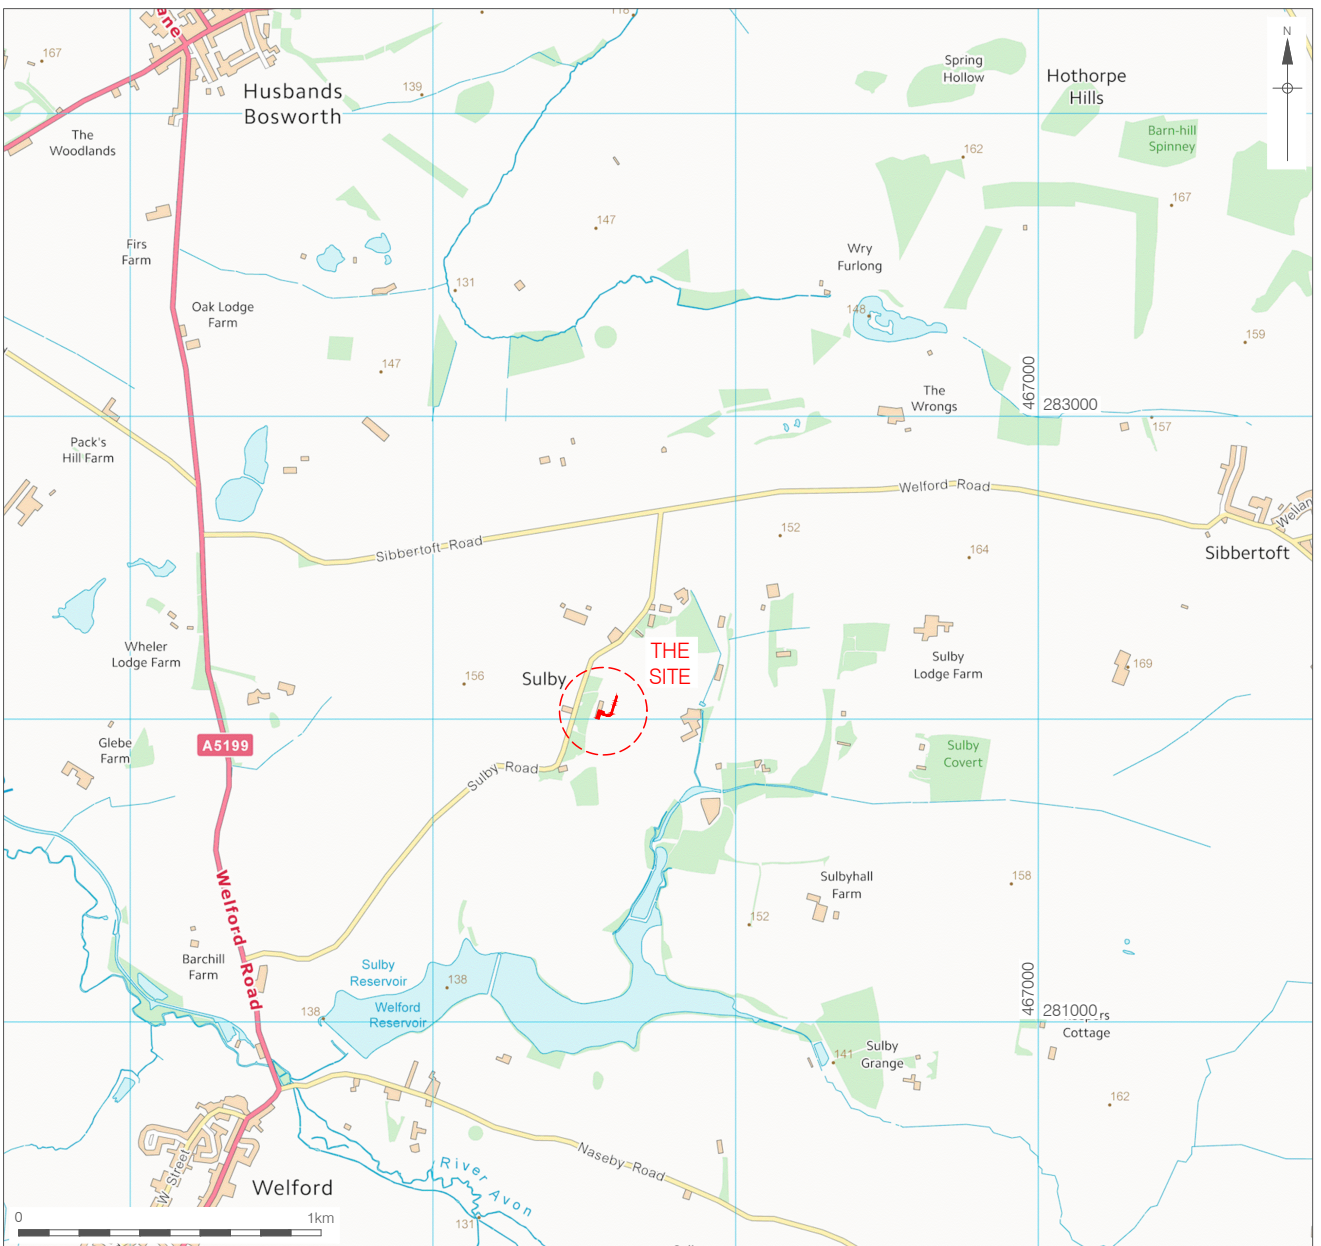 ane
118
N
167
Husbands
Bosworth
139
Spring
Hollow
Hothorpe
Hills
The
Woodlands
Barn-hill
Spinney
162
167
147
Firs
Farm
Wry
Furlong
131
Oak Lodge
Farm
148
159
147
467000
283000
The
Wrongs
157
Pack's
Hill Farm
Welford Road
Wellan
152
Sibbertoft Road
164
Sibbertoft
Wheler
Lodge Farm
THE
SITE
Sulby
156
Sulby
Lodge Farm
169
A5199
Glebe
Farm
Sulby
Covert
Sulby Road
Welford Road
Sulbyhall
Farm
158
152
Barchill
Farm
Sulby
Reservoir
138
Welford
Reservoir
138
467000
281000
Cottage
Sulby
Grange
141
162
Naseby Road
River Avon
W Street
Welford
131
0
1km